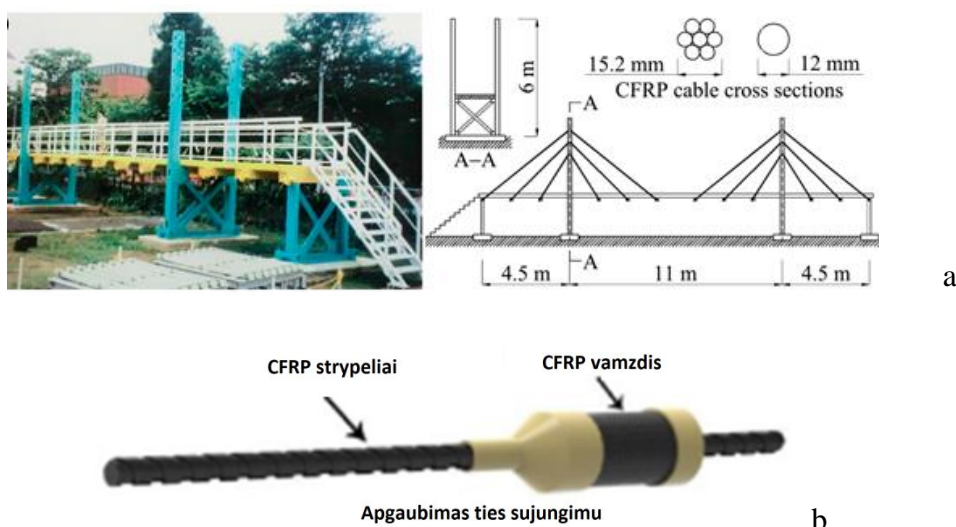 6 m
A-A
15.2 mm
12 mm
CFRP cable cross sections
A
A
4.5 m
11 m
4.5 m
a
CFRP strypeliai
CFRP vamzdis
Apgaubimas ties sujungimu
b